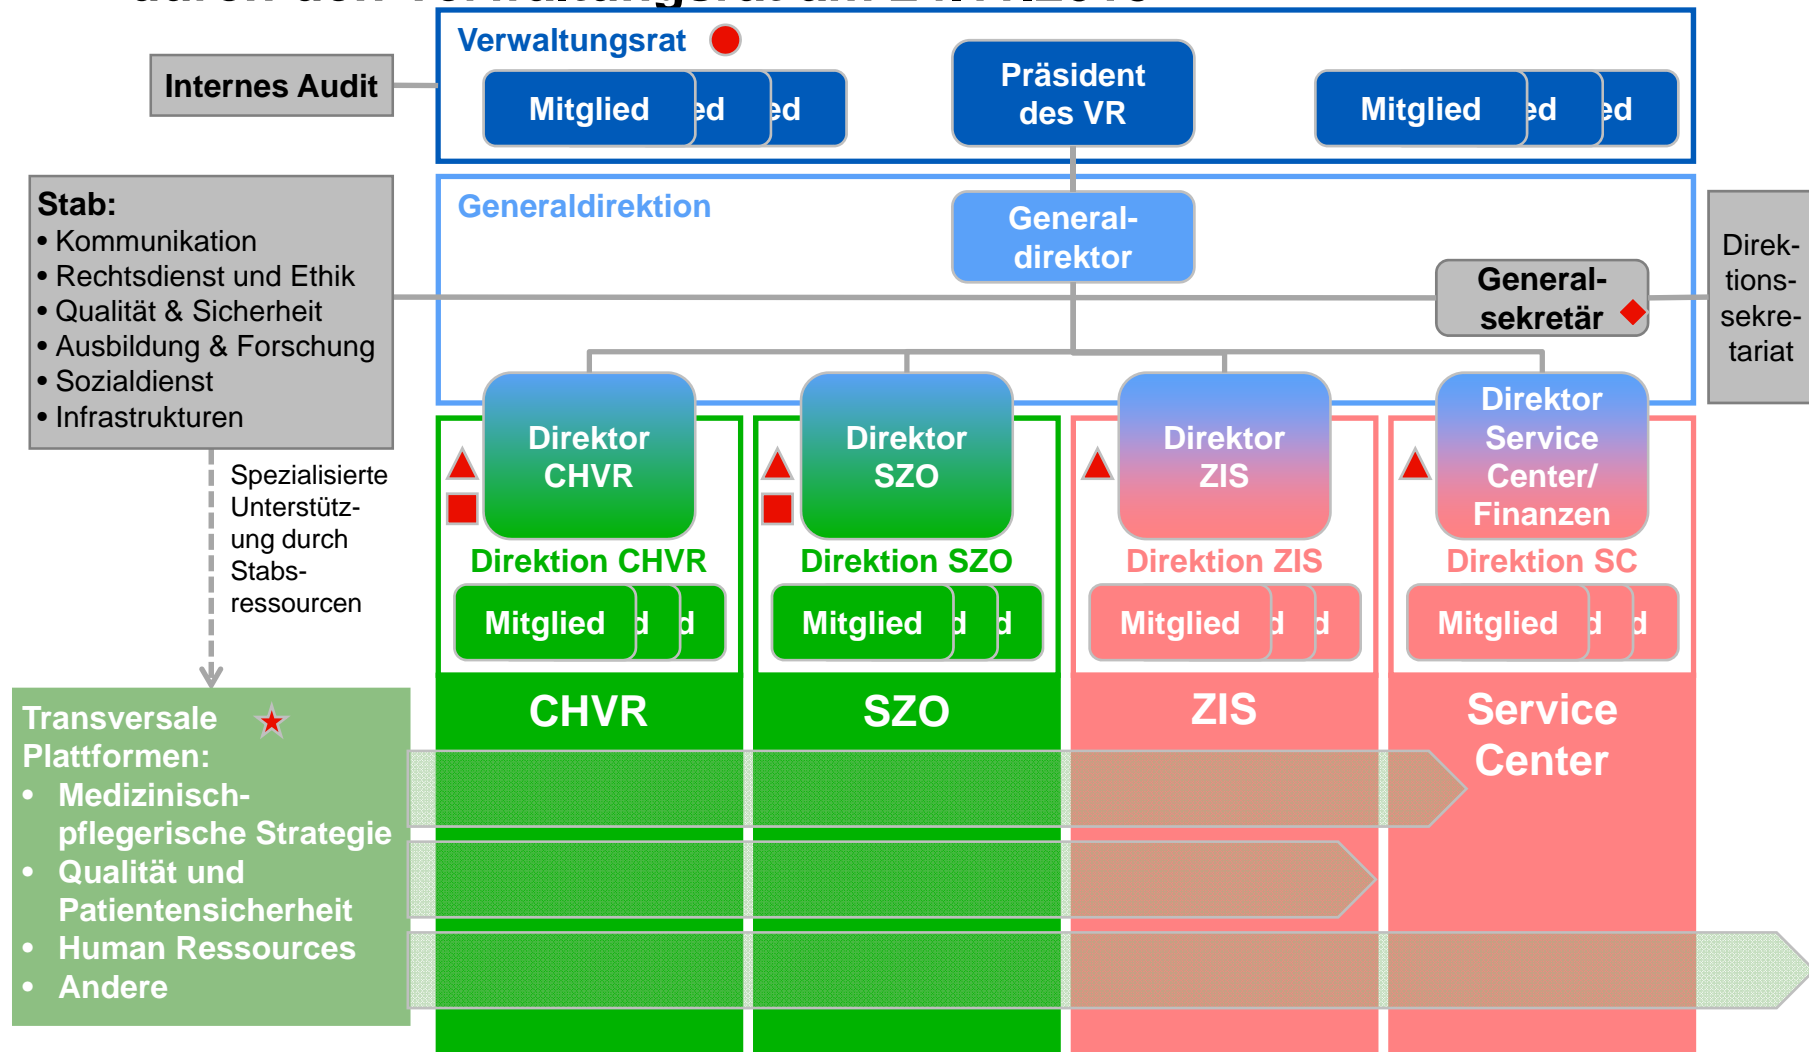 Verwaltungsrat
Internes Audit
Mitglied
ed
ed
Präsident
des VR
Mitglied
ed
ed
Stab:
• Kommunikation
• Rechtsdienst und Ethik
• Qualität & Sicherheit
• Ausbildung & Forschung
• Sozialdienst
• Infrastrukturen
Generaldirektion
General-
direktor
General-
sekretär
Direk-
tions-
sekre-
tariat
Spezialisierte
Unterstütz-
ung durch
Stabs-
ressourcen
Direktor
CHVR
Direktor
SZO
Direktor
ZIS
Direktor
Service
Center/
Finanzen
Direktion CHVR
Direktion SZO
Direktion ZIS
Direktion SC
Mitglied
d
d
Mitglied
d
d
Mitglied
d
d
Mitglied
d
d
CHVR
SZO
ZIS
Service
Center
Transversale
Plattformen:
• Medizinisch-
pflegerische Strategie
• Qualität und
Patientensicherheit
• Human Ressources
• Andere